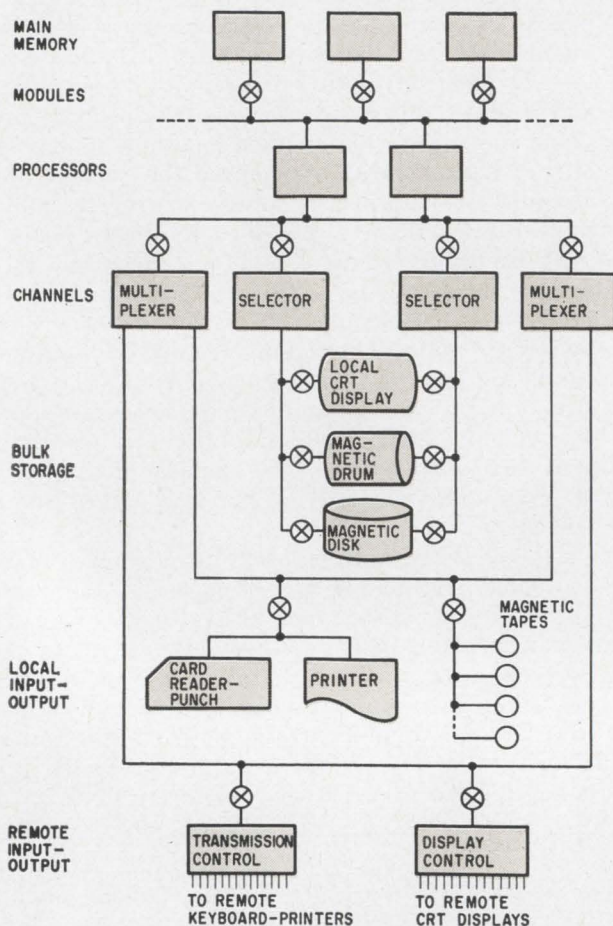 MAIN
MEMORY
MODULES
PROCESSORS
CHANNELS
MULTI-
PLEXER
SELECTOR
SELECTOR
MULTI-
PLEXER
LOCAL
CRT
DISPLAY
BULK
STORAGE
MAG-
NETIC
DRUM
MAGNETIC
DISK
MAGNETIC
TAPES
LOCAL
INPUT-
OUTPUT
CARD
READER-
PUNCH
PRINTER
REMOTE
INPUT-
OUTPUT
TRANSMISSION
CONTROL
DISPLAY
CONTROL
TO REMOTE
KEYBOARD-PRINTERS
TO REMOTE
CRT DISPLAYS